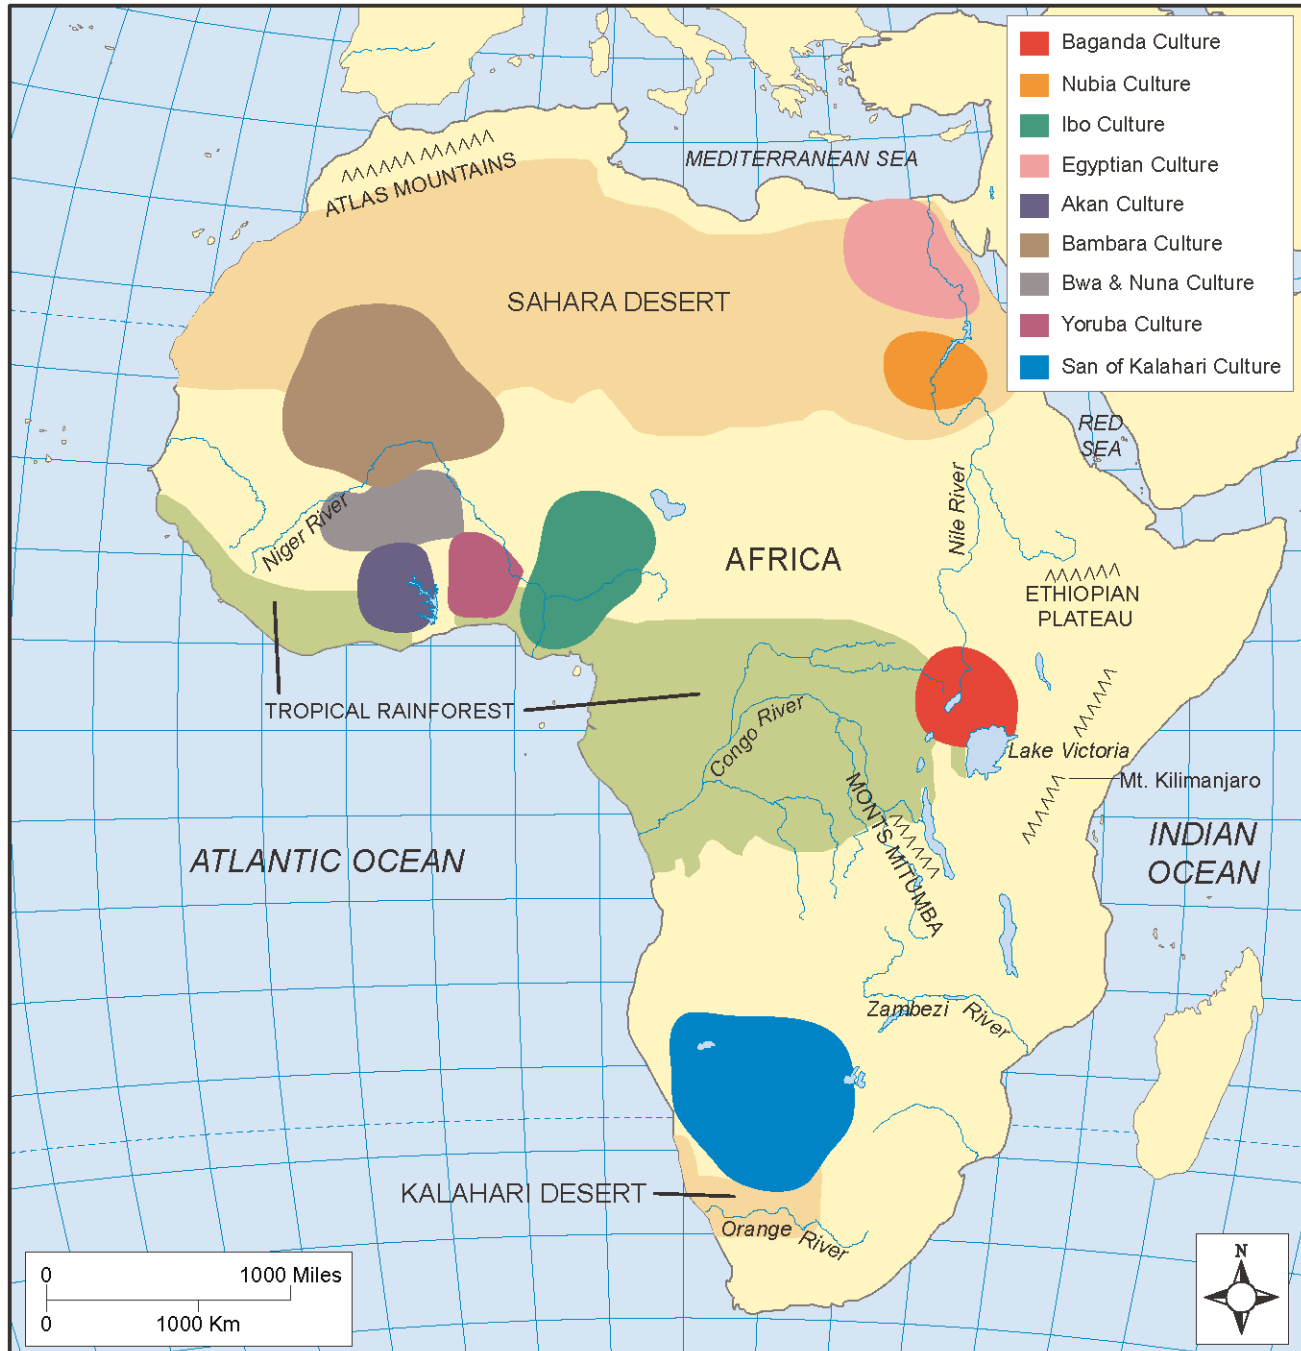 Baganda Culture
Nubia Culture
Ibo Culture
Egyptian Culture
Akan Culture
Bambara Culture
Bwa & Nuna Culture
Yoruba Culture
San of Kalahari Culture
MEDITERRANEAN SEA
ATLAS MOUNTAINS
SAHARA DESERT
RED
SEA
Niger River
Nile River
AFRICA
ETHIOPIAN
PLATEAU
TROPICAL RAINFOREST
Congo River
Lake Victoria
Mt. Kilimanjaro
MONTS MITUMBA
ATLANTIC OCEAN
INDIAN
OCEAN
Zambezi River
KALAHARI DESERT
Orange River
0 1000 Miles
0 1000 Km
N